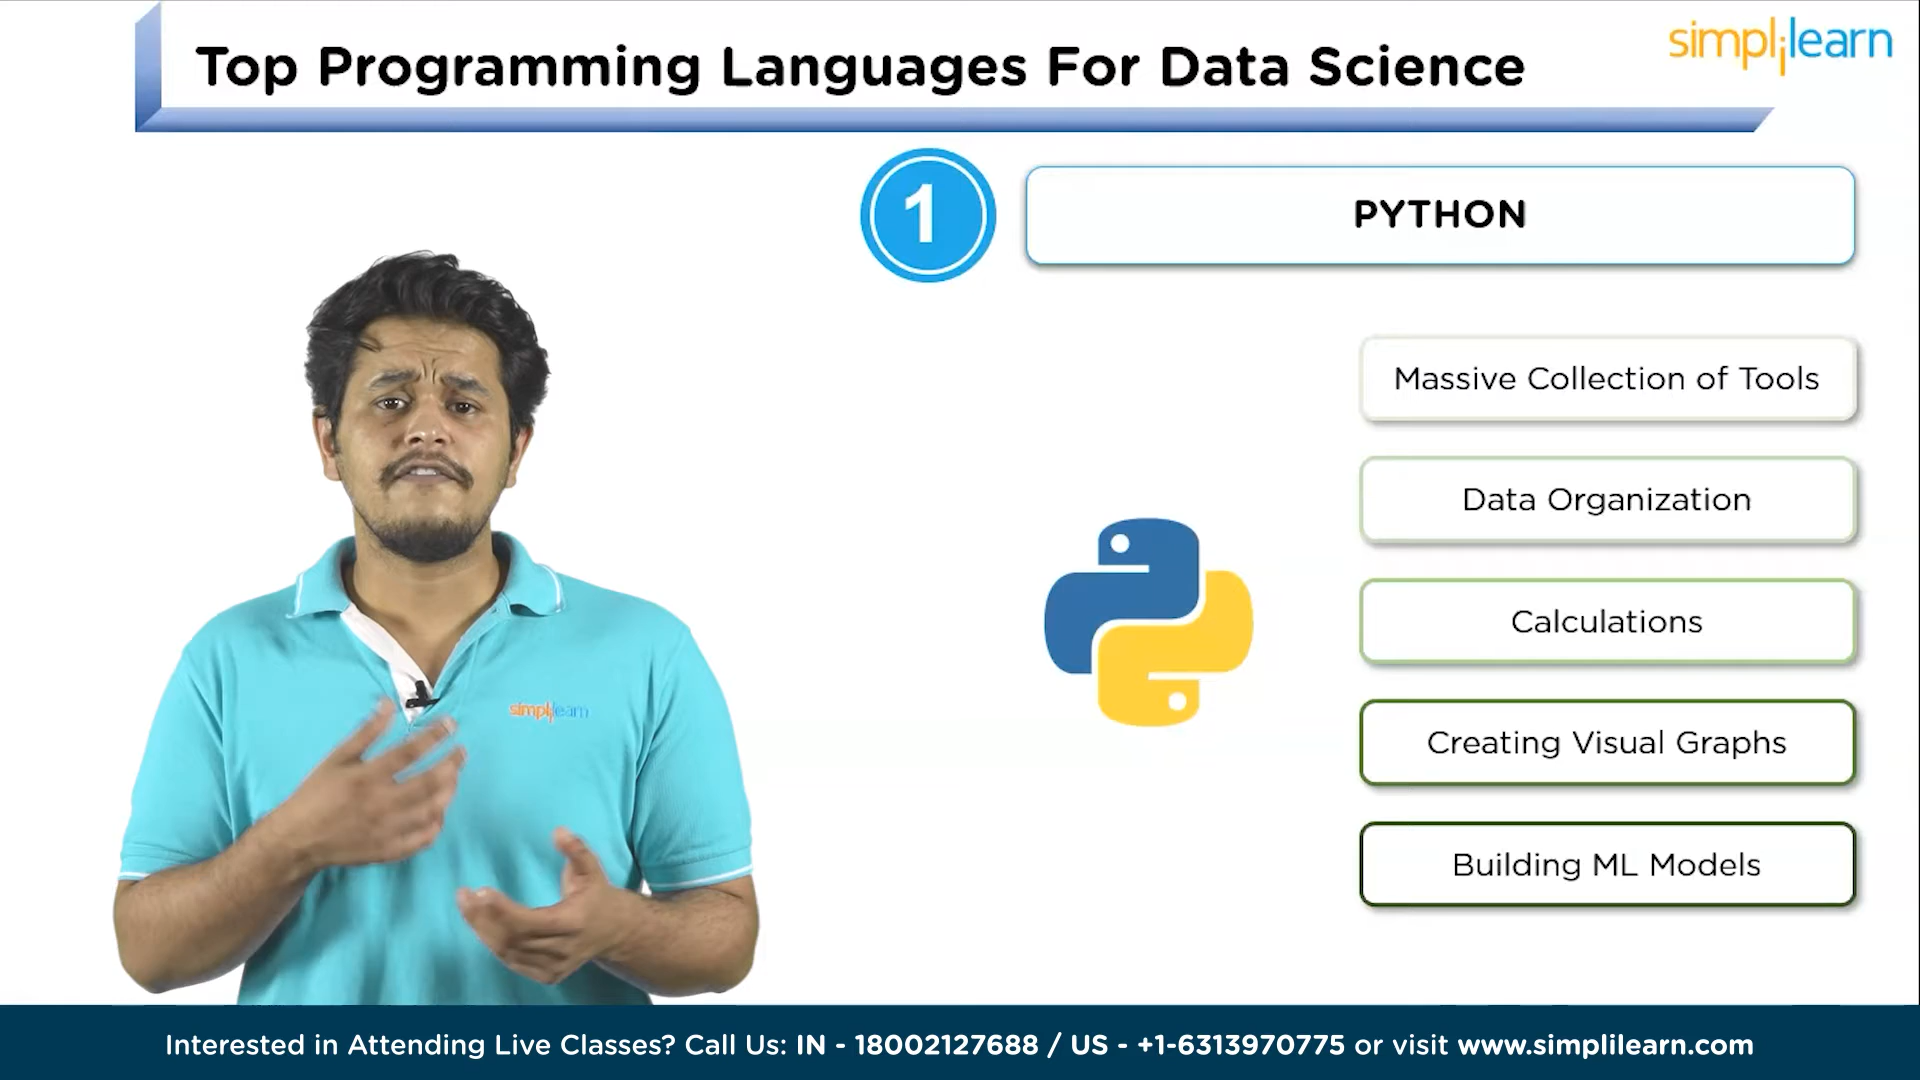 Top Programming Languages For Data Science
simplilearn
1
PYTHON
Massive Collection of Tools
Data Organization
Calculations
Creating Visual Graphs
Building ML Models
simplilearn
Interested in Attending Live Classes? Call Us: IN - 18002127688 / US - +1-6313970775 or visit www.simplilearn.com